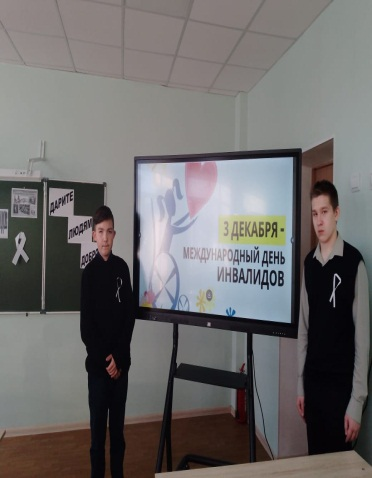 ДАРИТЕ
ЛЮДЯМ
ДОБРО
3 ДЕКАБРЯ -
МЕЖДУНАРОДНЫЙ ДЕНЬ
ИНВАЛИДОВ